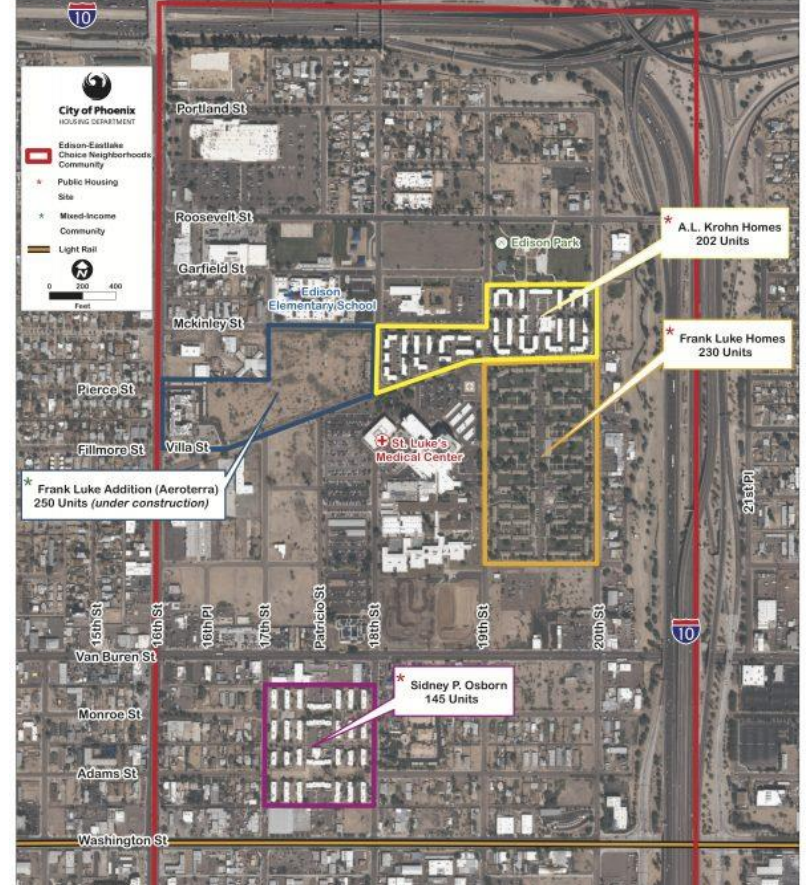 10
City of Phoenix
HOUSING DEPARTMENT
Edison-Eastlake
Choice Neighborhoods
Community
* Public Housing
Site
* Mixed-Income
Community
Light Rail
N
0 200 400
Feet
Portland St
Roosevelt St
Edison Park
* A.L. Krohn Homes
202 Units
Garfield St
Edison
Elementary School
Mckinley St
* Frank Luke Homes
230 Units
Pierce St
Fillmore St
Villa St
St. Luke's
Medical Center
* Frank Luke Addition (Aeroterra)
250 Units (under construction)
21st Pl
15th St
16th St
16th Pl
17th St
Patricio St
18th St
19th St
20th St
10
Van Buren St
* Sidney P. Osborn
145 Units
Monroe St
Adams St
Washington St